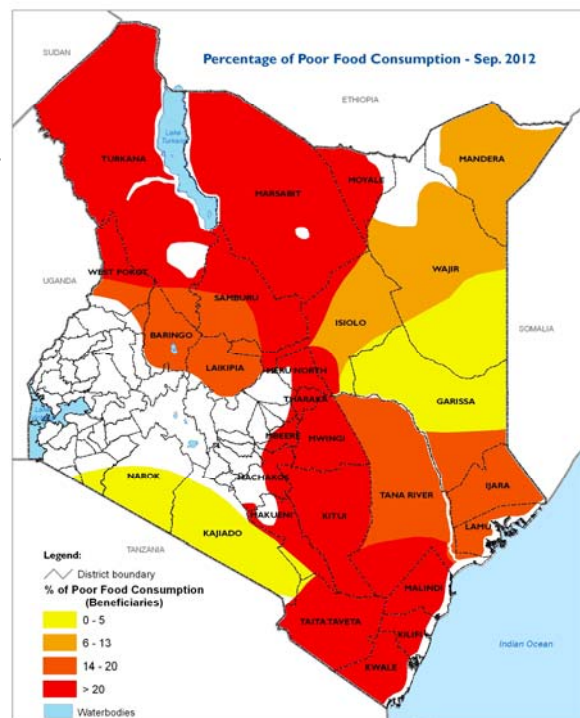 SUDAN
Percentage of Poor Food Consumption - Sep. 2012
ETHIOPIA
Lake
Turkana
MANDERA
TURKANA
MOYALE
MARSABIT
WAJIR
WEST POKOT
UGANDA
SAMBURU
ISIOLO
SOMALIA
BARINGO
LAIKIPIA
MERU NORTH
THARAKA
GARISSA
Lake
MBEERE
MWINGI
NAROK
MACHAKOS
IJARA
TANA RIVER
MAKUENI
KITUI
LAMU
KAJIADO
TANZANIA
Legend:
District boundary
% of Poor Food Consumption
(Beneficiaries)
0 - 5
6 - 13
14 - 20
> 20
Waterbodies
MALINDI
TAITA TAVETA
KILIFI
KWALE
Indian Ocean